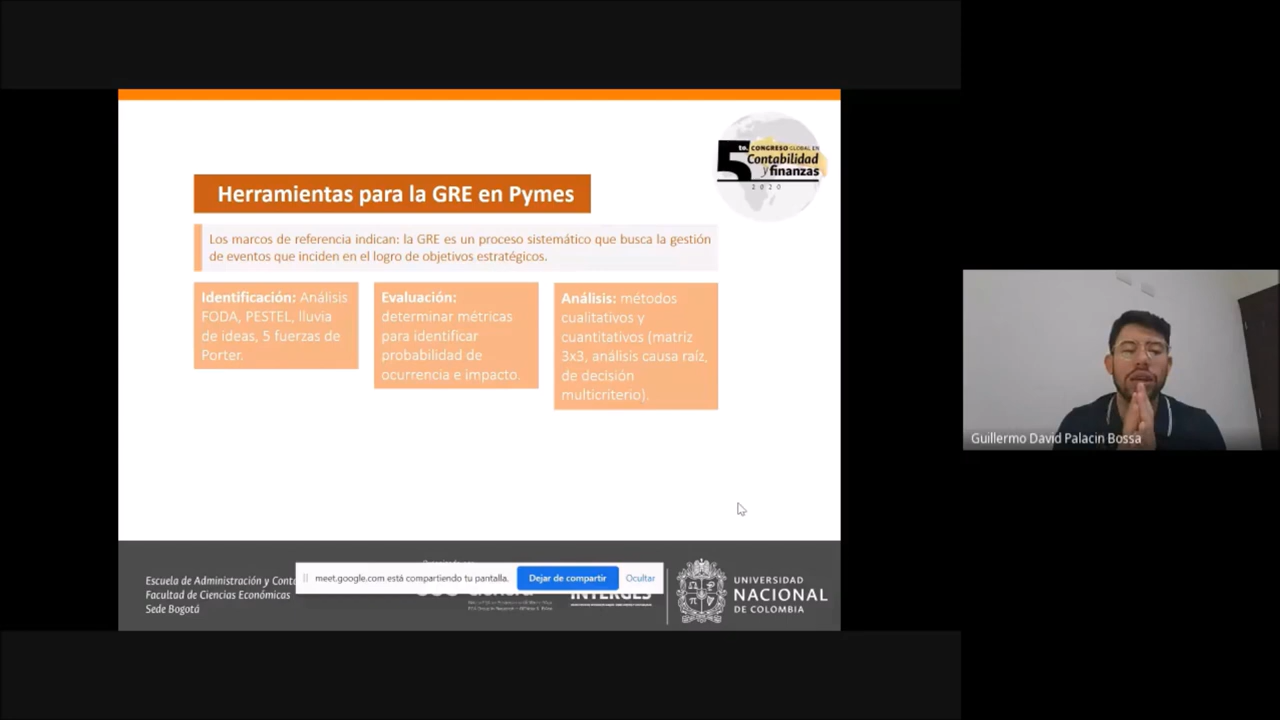 5to. CONGRESO GLOBAL EN
Contabilidad
y finanzas
2020
Herramientas para la GRE en Pymes
Los marcos de referencia indican: la GRE es un proceso sistemático que busca la gestión
de eventos que inciden en el logro de objetivos estratégicos.
Identificación: Análisis
FODA, PESTEL, lluvia
de ideas, 5 fuerzas de
Porter.
Evaluación:
determinar métricas
para identificar
probabilidad de
ocurrencia e impacto.
Análisis: métodos
cualitativos y
cuantitativos (matriz
3x3, análisis causa raíz,
de decisión
multicriterio).
Guillermo David Palacin Bossa
Escuela de Administración y
Facultad de Ciencias Económicas
Sede Bogotá
meet.google.com está compartiendo tu pantalla.
Dejar de compartir
Ocultar
INTERGES
UNIVERSIDAD
NACIONAL
DE COLOMBIA